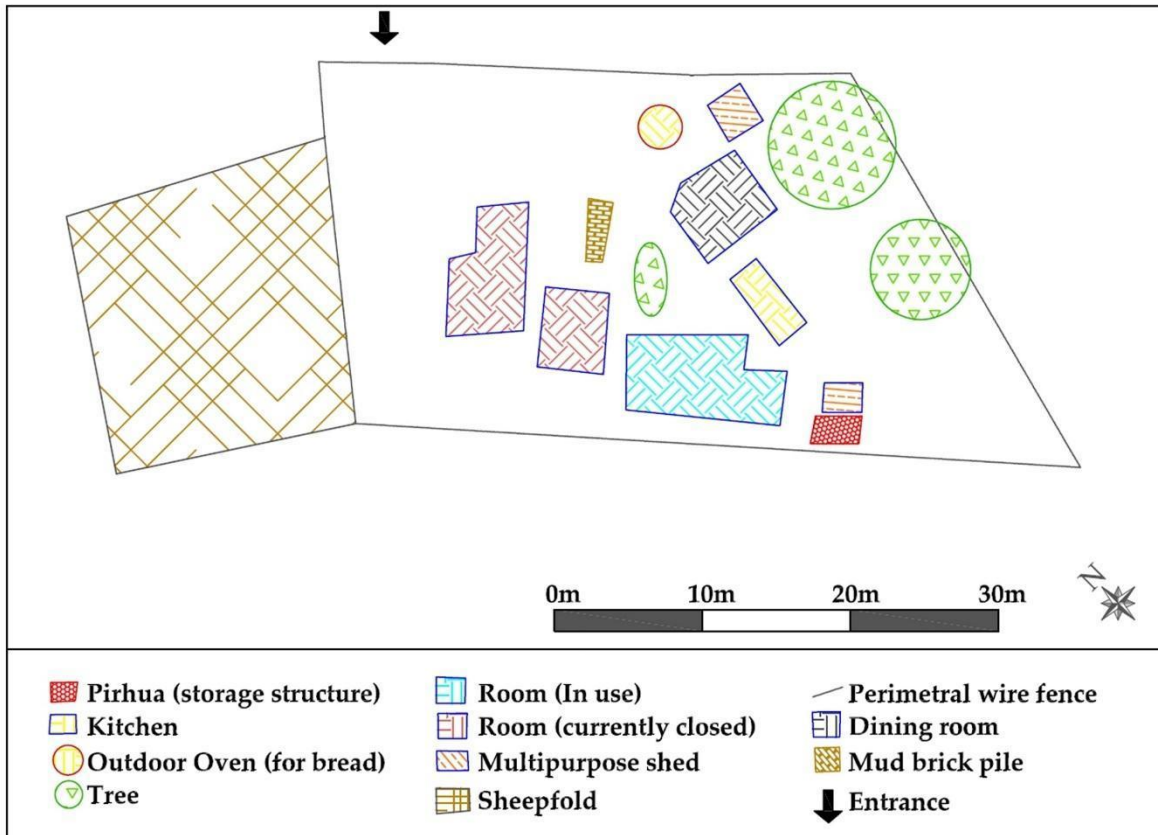 0m 10m 20m 30m
N
Pirhua (storage structure)
Kitchen
Outdoor Oven (for bread)
Tree
Room (In use)
Room (currently closed)
Multipurpose shed
Sheepfold
Perimetral wire fence
Dining room
Mud brick pile
Entrance